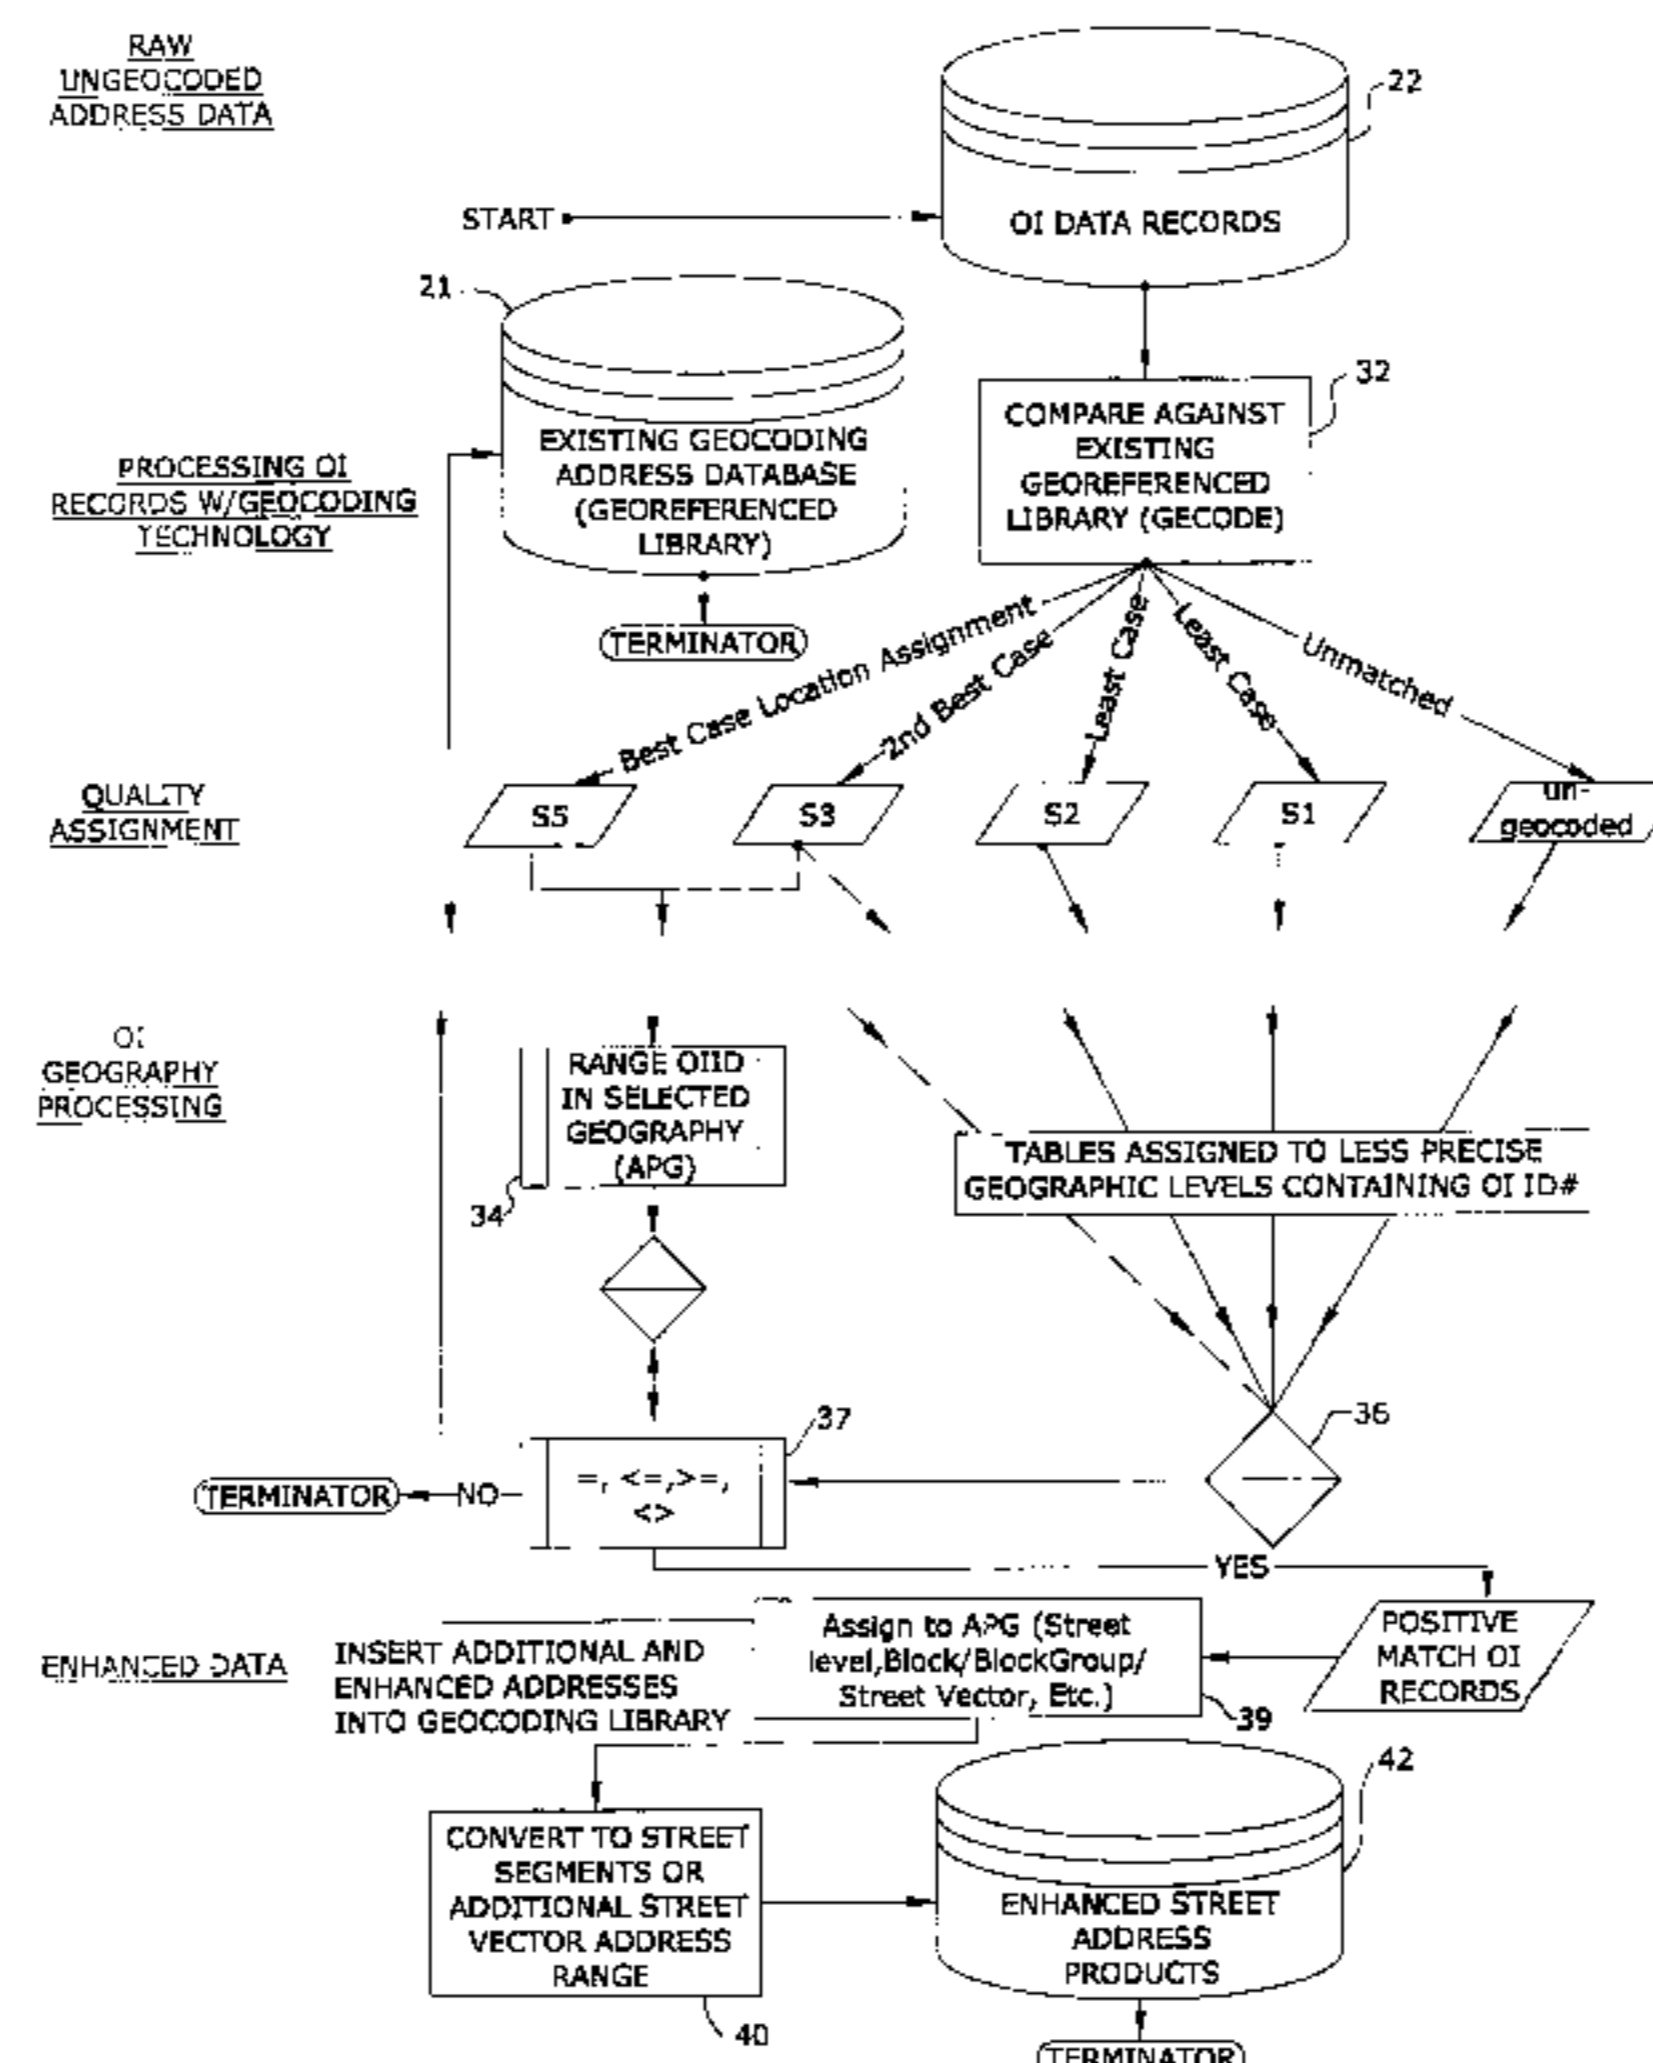 RAW
UNGEOCODED
ADDRESS DATA
22
START
OI DATA RECORDS
21
32
COMPARE AGAINST
EXISTING
GEOREFERENCED
LIBRARY (GECODE)
EXISTING GEOCODING
ADDRESS DATABASE
(GEOREFERENCED
LIBRARY)
PROCESSING OI
RECORDS W/GEOCODING
TECHNOLOGY
TERMINATOR
Best Case Location Assignment
2nd Best Case
Least Case
Least Case
Unmatched
QUALITY
ASSIGNMENT
S5
S3
S2
S1
un-
geocoded
OI
GEOGRAPHY
PROCESSING
RANGE OIID
IN SELECTED
GEOGRAPHY
(APG)
34
TABLES ASSIGNED TO LESS PRECISE
GEOGRAPHIC LEVELS CONTAINING OI ID#
37
36
=, <=,>=,
<>
NO
TERMINATOR
YES
ENHANCED DATA
INSERT ADDITIONAL AND
ENHANCED ADDRESSES
INTO GEOCODING LIBRARY
Assign to APG (Street
level,Block/BlockGroup/
Street Vector, Etc.)
39
POSITIVE
MATCH OI
RECORDS
42
CONVERT TO STREET
SEGMENTS OR
ADDITIONAL STREET
VECTOR ADDRESS
RANGE
40
ENHANCED STREET
ADDRESS
PRODUCTS
TERMINATOR